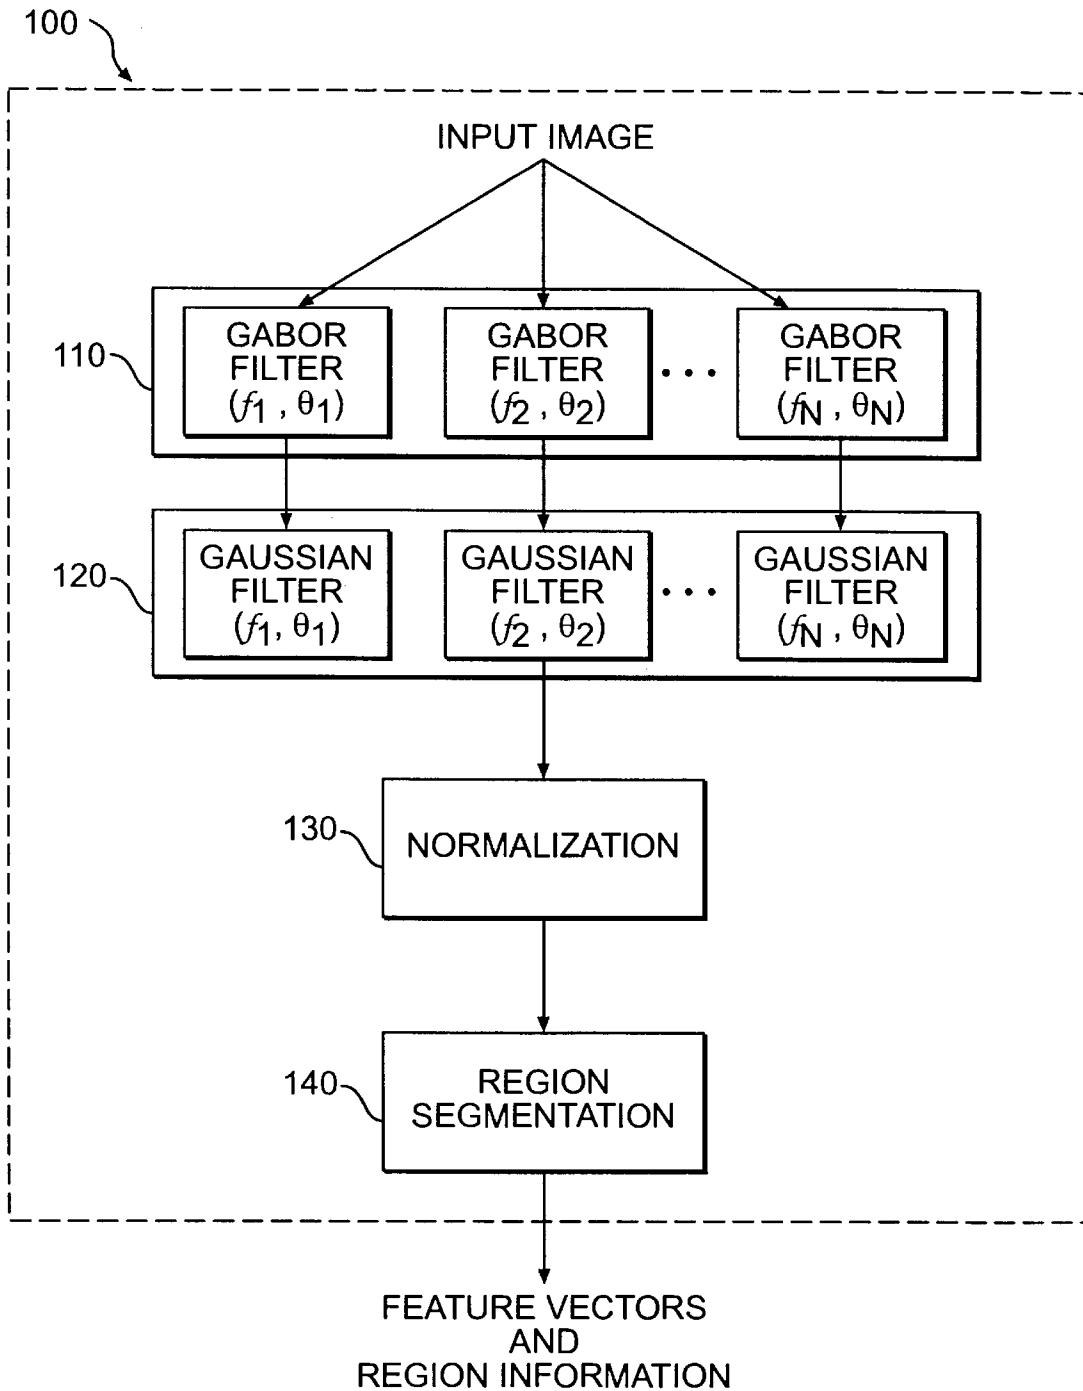 100
INPUT IMAGE
110
GABOR
FILTER
(f1 , θ1)
GABOR
FILTER
(f2 , θ2)
• • •
GABOR
FILTER
(fN , θN)
120
GAUSSIAN
FILTER
(f1 , θ1)
GAUSSIAN
FILTER
(f2 , θ2)
• • •
GAUSSIAN
FILTER
(fN , θN)
130
NORMALIZATION
140
REGION
SEGMENTATION
FEATURE VECTORS
AND
REGION INFORMATION